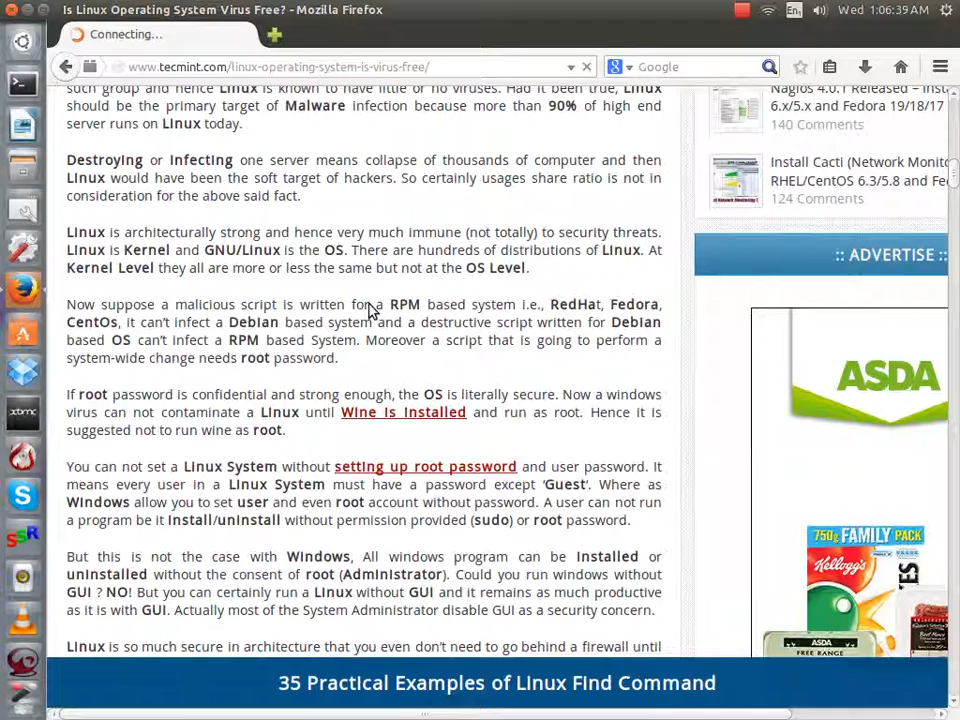 Is Linux Operating System Virus Free? - Mozilla Firefox
En1
Wed 1:06:39 AM
Connecting...
www.tecmint.com/linux-operating-system-is-virus-free/
Google
such group and hence Linux is known to have little or no viruses. Had it been true, Linux
should be the primary target of Malware infection because more than 90% of high end
server runs on Linux today.
Destroying or Infecting one server means collapse of thousands of computer and then
Linux would have been the soft target of hackers. So certainly usages share ratio is not in
consideration for the above said fact.
Linux is architecturally strong and hence very much immune (not totally) to security threats.
Linux is Kernel and GNU/Linux is the OS. There are hundreds of distributions of Linux. At
Kernel Level they all are more or less the same but not at the OS Level.
Now suppose a malicious script is written for a RPM based system i.e., RedHat, Fedora,
CentOs, it can't infect a Debian based system and a destructive script written for Debian
based OS can't infect a RPM based System. Moreover a script that is going to perform a
system-wide change needs root password.
If root password is confidential and strong enough, the OS is literally secure. Now a windows
virus can not contaminate a Linux until Wine is Installed and run as root. Hence it is
suggested not to run wine as root.
You can not set a Linux System without setting up root password and user password. It
means every user in a Linux System must have a password except 'Guest'. Where as
Windows allow you to set user and even root account without password. A user can not run
a program be it Install/uninstall without permission provided (sudo) or root password.
But this is not the case with Windows, All windows program can be Installed or
uninstalled without the consent of root (Administrator). Could you run windows without
GUI ? NO! But you can certainly run a Linux without GUI and it remains as much productive
as it is with GUI. Actually most of the System Administrator disable GUI as a security concern.
Linux is so much secure in architecture that you even don't need to go behind a firewall until
Nagios 4.0.1 Released – Inst
6.x/5.x and Fedora 19/18/17
140 Comments
Install Cacti (Network Monito
RHEL/CentOS 6.3/5.8 and Fe
124 Comments
:: ADVERTISE ::
ASDA
750g FAMILY PACK
Kellogg's
ASDA
FREE RANGE
35 Practical Examples of Linux Find Command
xbmc
SSR